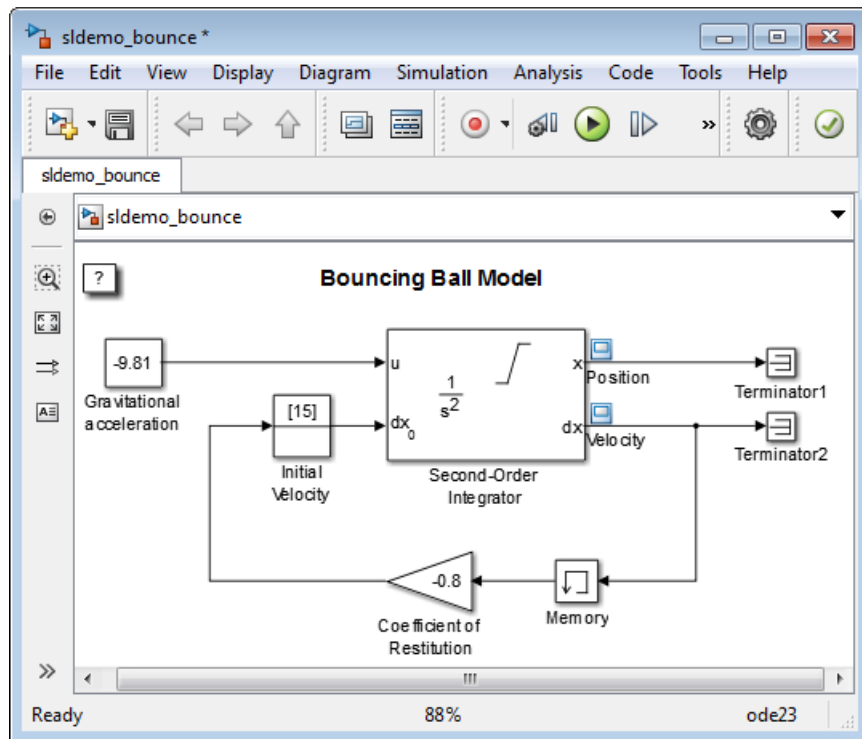 sldemo_bounce *
File Edit View Display Diagram Simulation Analysis Code Tools Help
sldemo_bounce
sldemo_bounce
?
Bouncing Ball Model
-9.81
Gravitational
acceleration
[15]
Initial
Velocity
u
dx0
1
s2
x
dx
Second-Order
Integrator
Position
Velocity
Terminator1
Terminator2
-0.8
Coefficient of
Restitution
Memory
Ready 88% ode23